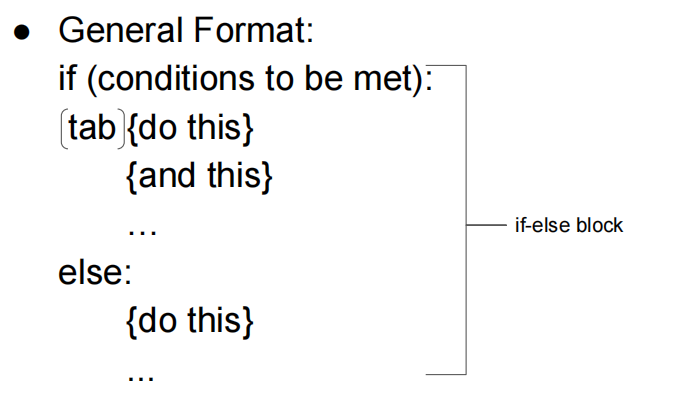 ● General Format:
if (conditions to be met):
(tab){do this}
{and this}
…
if-else block
else:
{do this}
...